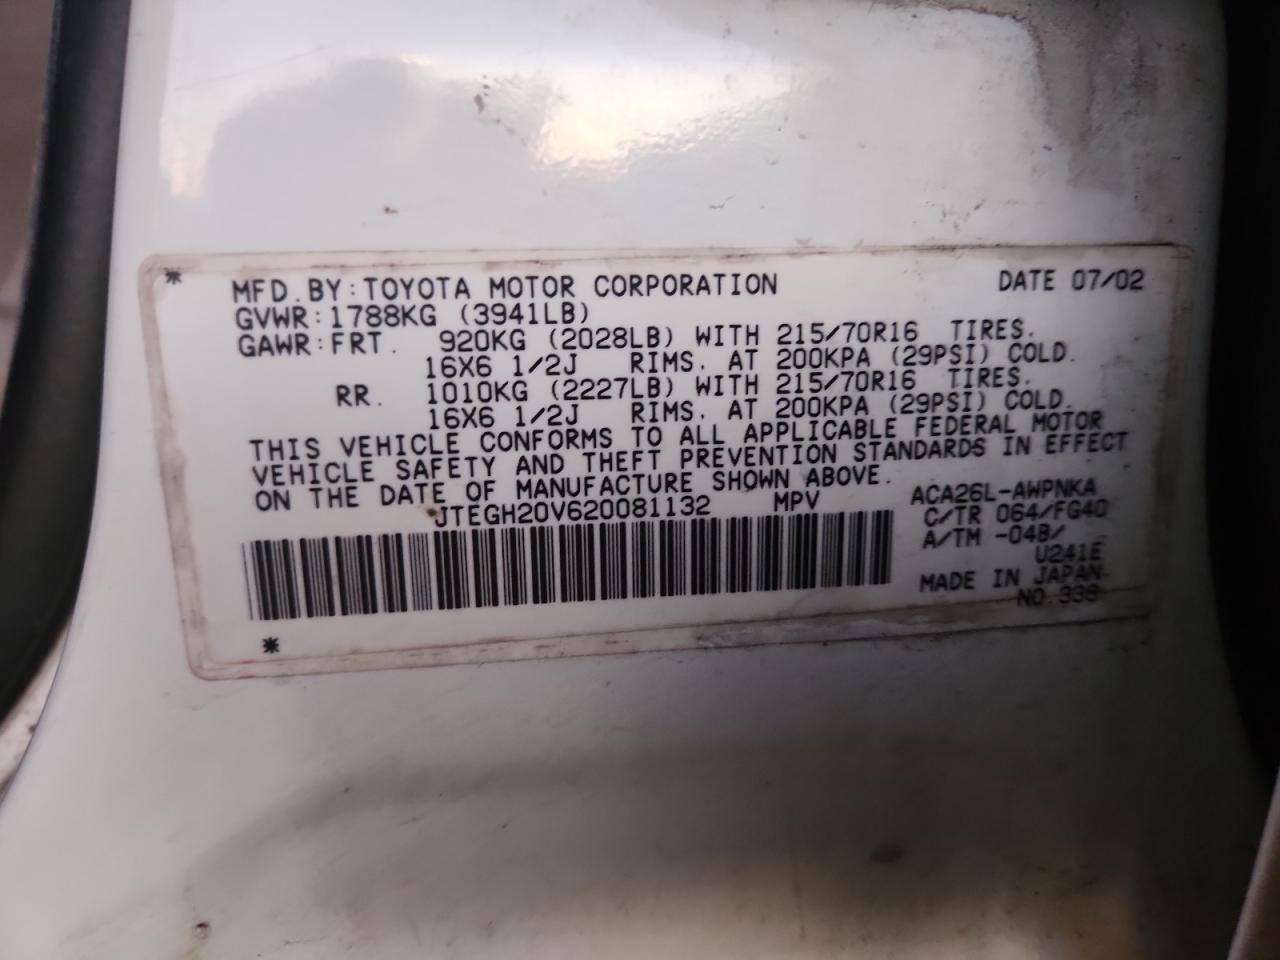 * MFD. BY: TOYOTA MOTOR CORPORATION DATE 07/02
GVWR: 1788KG (3941LB)
GAWR: FRT. 920KG (2028LB) WITH 215/70R16 TIRES.
16X6 1/2J RIMS, AT 200KPA (29PSI) COLD.
RR. 1010KG (2227LB) WITH 215/70R16 TIRES.
16X6 1/2J RIMS, AT 200KPA (29PSI) COLD.
THIS VEHICLE CONFORMS TO ALL APPLICABLE FEDERAL MOTOR
VEHICLE SAFETY AND THEFT PREVENTION STANDARDS IN EFFECT
ON THE DATE OF MANUFACTURE SHOWN ABOVE.
JTEGH20V620081132 MPV ACA26L-AWPNKA
C/TR 064/FG40
A/TM -04B/
U241E
MADE IN JAPAN
NO.
*